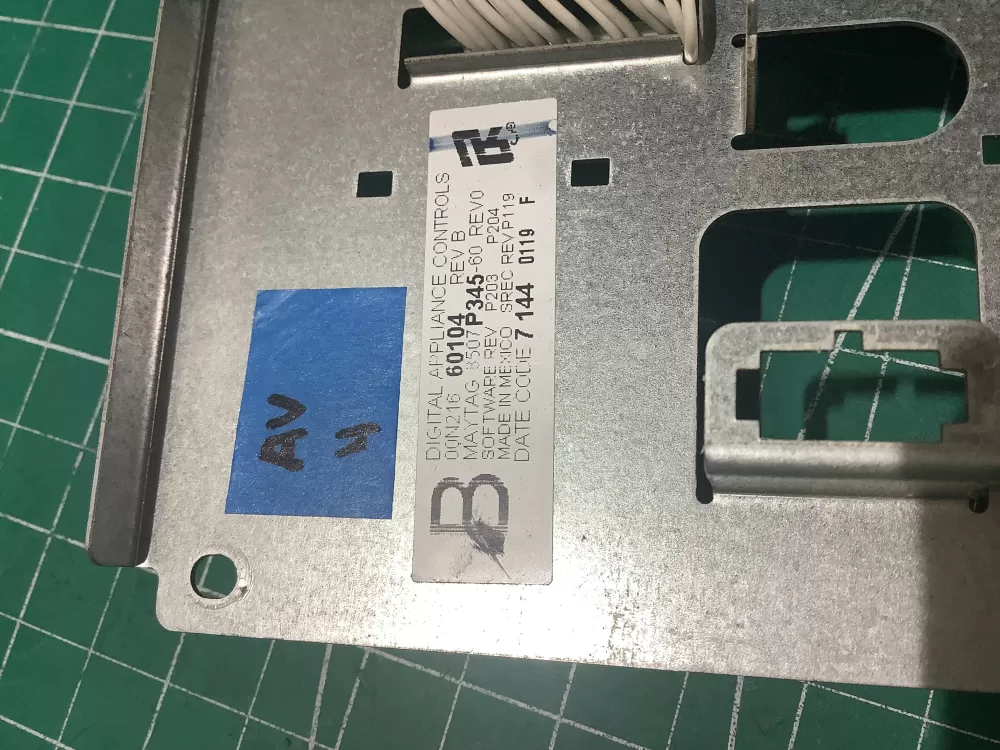 DIGITAL APPLIANCE CONTROLS
00N216 60104 REV B
MAYTAG 8507P345-60 REV0
SOFTWARE REV P203 P204
MADE IN MEXICO SREC REVP119
DATE CODE 7 144 0119 F
B
AV